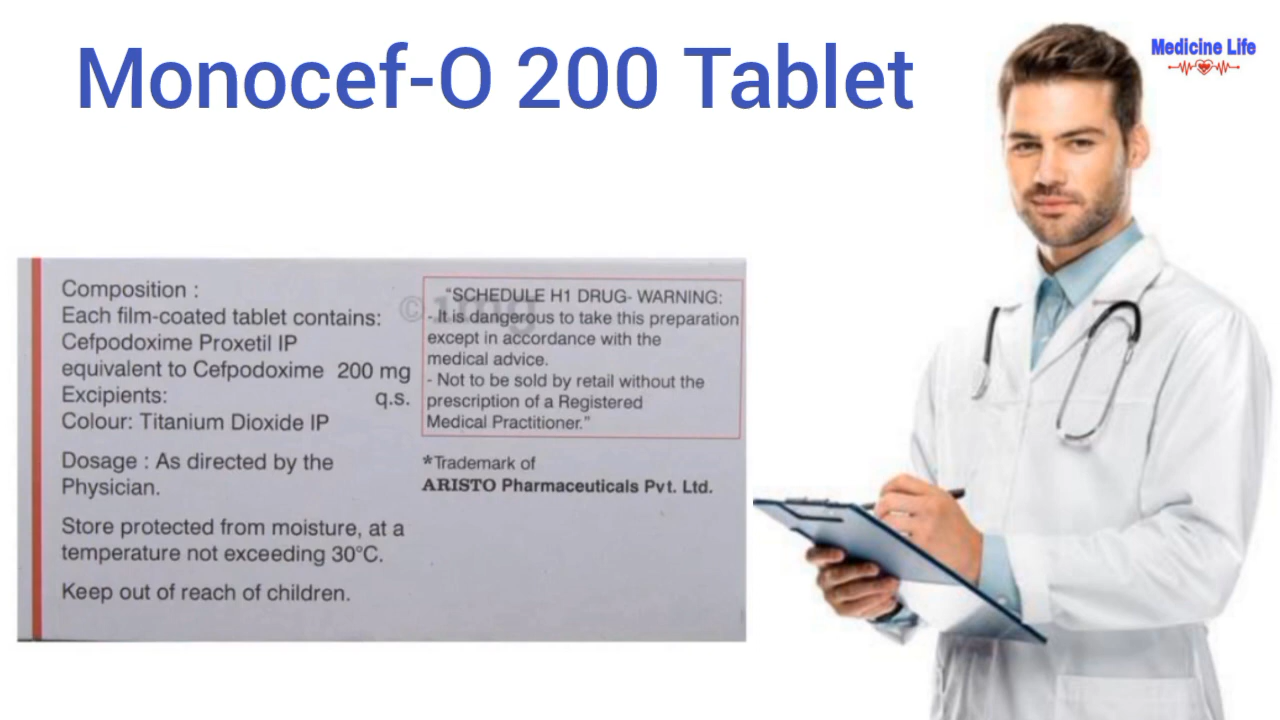 Monocef-O 200 Tablet
Medicine Life
Composition :
Each film-coated tablet contains:
Cefpodoxime Proxetil IP
equivalent to Cefpodoxime 200 mg
Excipients: q.s.
Colour: Titanium Dioxide IP
Dosage : As directed by the
Physician.
Store protected from moisture, at a
temperature not exceeding 30°C.
Keep out of reach of children.
©1mg
"SCHEDULE H1 DRUG- WARNING:
- It is dangerous to take this preparation
except in accordance with the
medical advice.
- Not to be sold by retail without the
prescription of a Registered
Medical Practitioner."
*Trademark of
ARISTO Pharmaceuticals Pvt. Ltd.